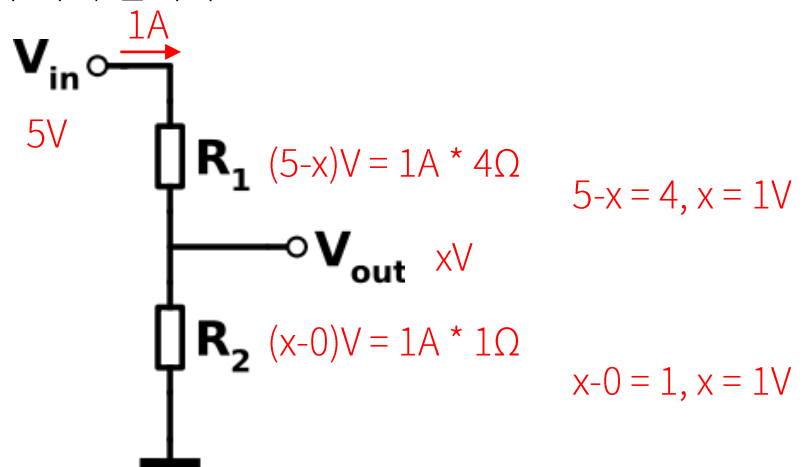 1A
Vin
5V
R1 (5-x)V = 1A * 4Ω
5-x = 4, x = 1V
Vout xV
R2 (x-0)V = 1A * 1Ω
x-0 = 1, x = 1V